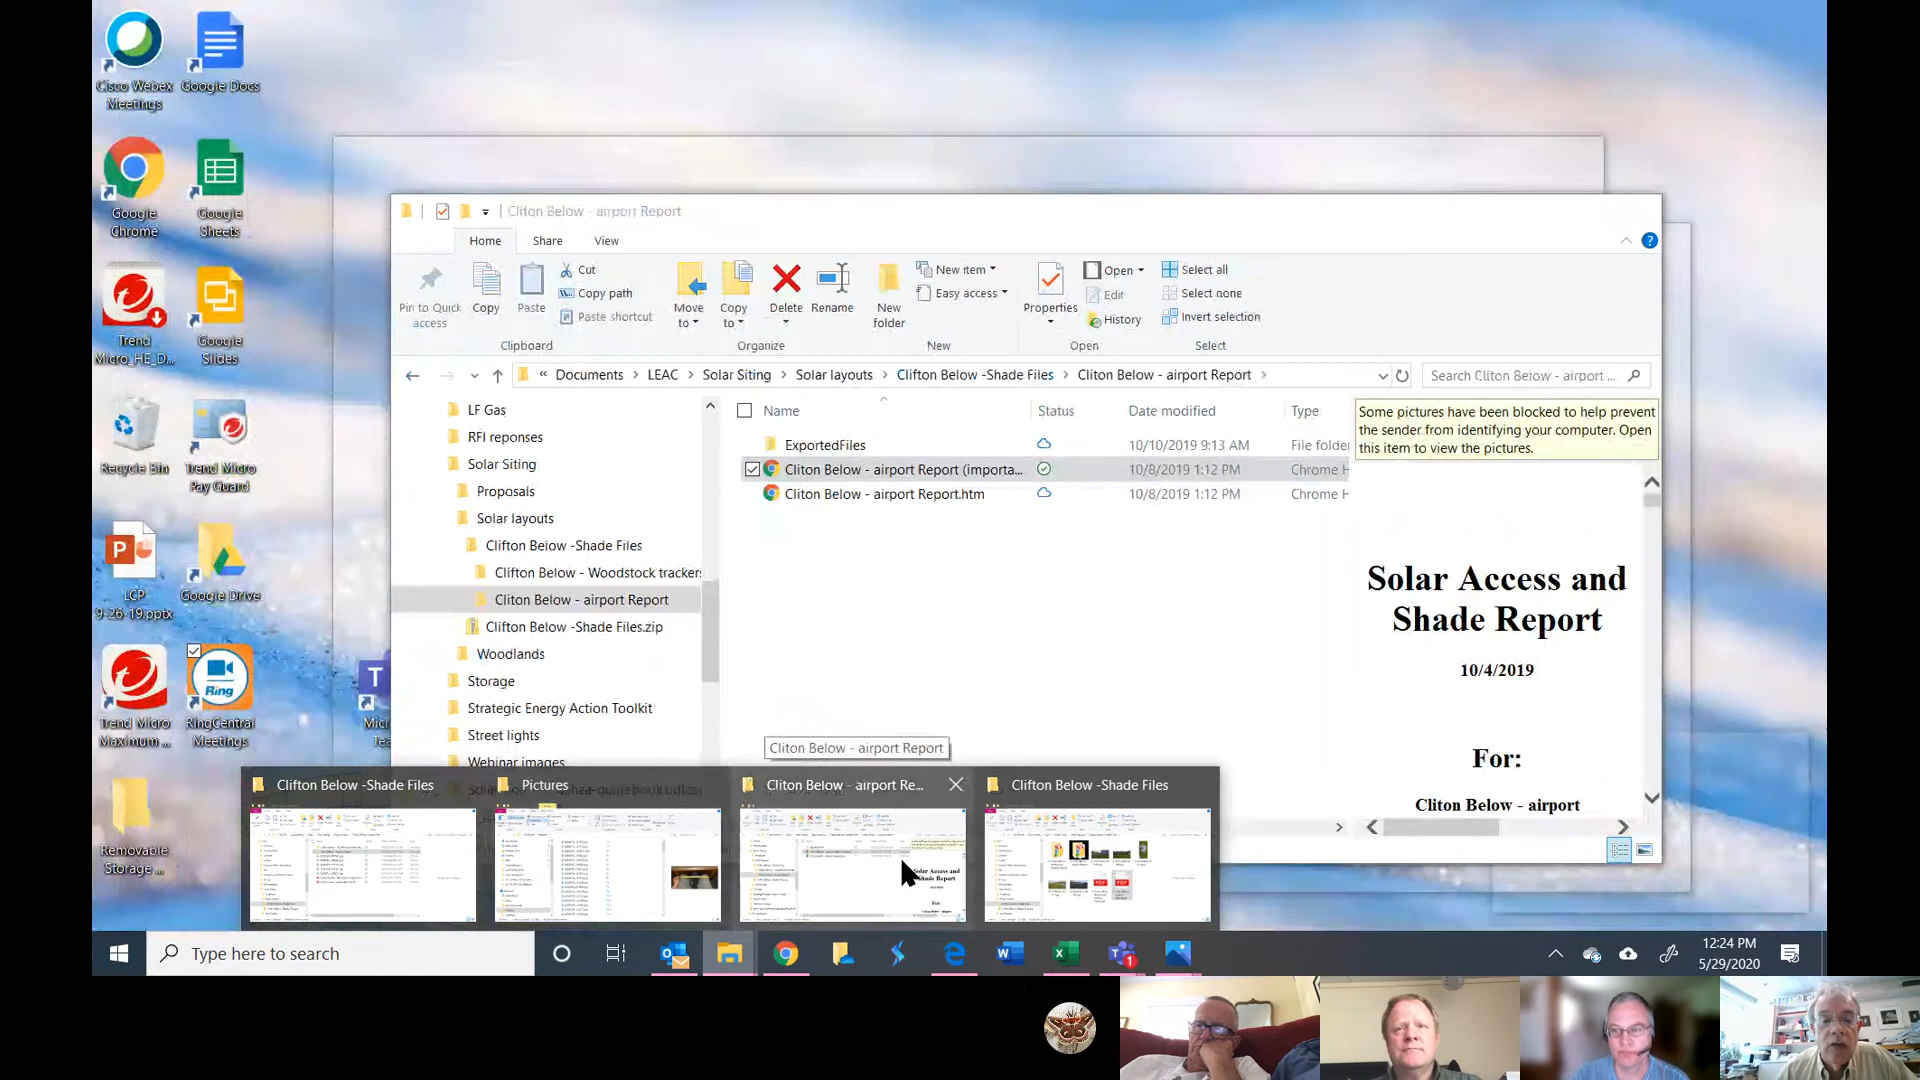 Cisco Webex
Meetings
Google Docs
Google
Chrome
Google
Sheets
Trend
Micro_HE_D...
Google
Slides
Recycle Bin
Trend Micro
Pay Guard
LCP
9-26-19.pptx
Google Drive
Trend Micro
Maximum ...
Ring
RingCentral
Meetings
Removable
Storage ...
Cliton Below - airport Report
Home Share View
Pin to Quick
access
Copy
Paste
Cut
Copy path
Paste shortcut
Clipboard
Move
to
Copy
to
Delete
Rename
Organize
New
folder
New item
Easy access
New
Properties
Open
Edit
History
Open
Select all
Select none
Invert selection
Select
« Documents > LEAC > Solar Siting > Solar layouts > Clifton Below -Shade Files > Cliton Below - airport Report >
Search Cliton Below - airport ...
LF Gas
RFI reponses
Solar Siting
Proposals
Solar layouts
Clifton Below -Shade Files
Clifton Below - Woodstock trackers
Cliton Below - airport Report
Clifton Below -Shade Files.zip
Woodlands
Storage
Strategic Energy Action Toolkit
Street lights
Webinar images
Name Status Date modified Type
ExportedFiles 10/10/2019 9:13 AM File folder
Cliton Below - airport Report (importa... 10/8/2019 1:12 PM Chrome H
Cliton Below - airport Report.htm 10/8/2019 1:12 PM Chrome H
Some pictures have been blocked to help prevent
the sender from identifying your computer. Open
this item to view the pictures.
Solar Access and
Shade Report
10/4/2019
For:
Cliton Below - airport
Cliton Below - airport Report
Clifton Below -Shade Files
Pictures
Cliton Below - airport Re...
Clifton Below -Shade Files
Solar Access and
Shade Report
Type here to search
12:24 PM
5/29/2020